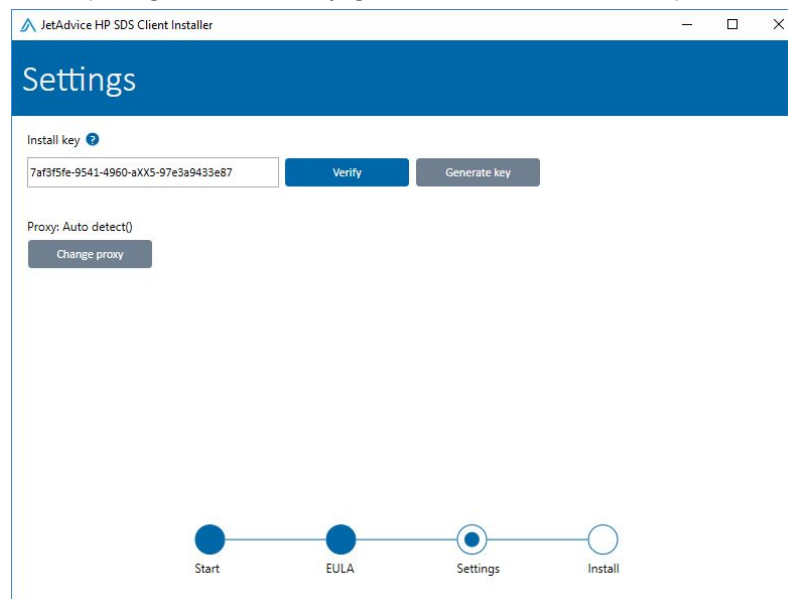 JetAdvice HP SDS Client Installer
Settings
Install key ?
7af3f5fe-9541-4960-aXX5-97e3a9433e87 Verify Generate key
Proxy: Auto detect()
Change proxy
Start EULA Settings Install